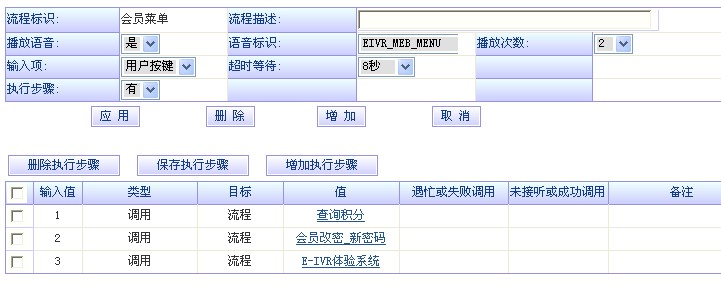 流程标识: 会员菜单 流程描述:
播放语音: 是 语音标识: EIVR_MEB_MENU 播放次数: 2
输入项: 用户按键 超时等待: 8秒
执行步骤: 有
应 用 删 除 增 加 取 消
删除执行步骤 保存执行步骤 增加执行步骤
输入值 类型 目标 值 遇忙或失败调用 未接听或成功调用 备注
1 调用 流程 查询积分
2 调用 流程 会员改密_新密码
3 调用 流程 E-IVR体验系统